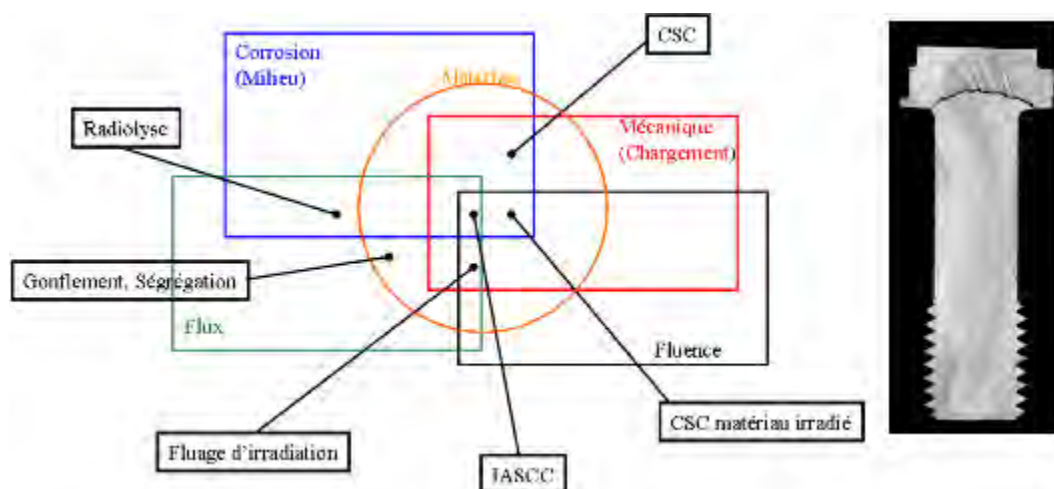 CSC
Corrosion
(Milieu)
Matériau
Mécanique
(Chargement)
Radiolyse
Gonflement, Ségrégation
Flux
Fluence
CSC matériau irradié
Fluage d'irradiation
IASCC